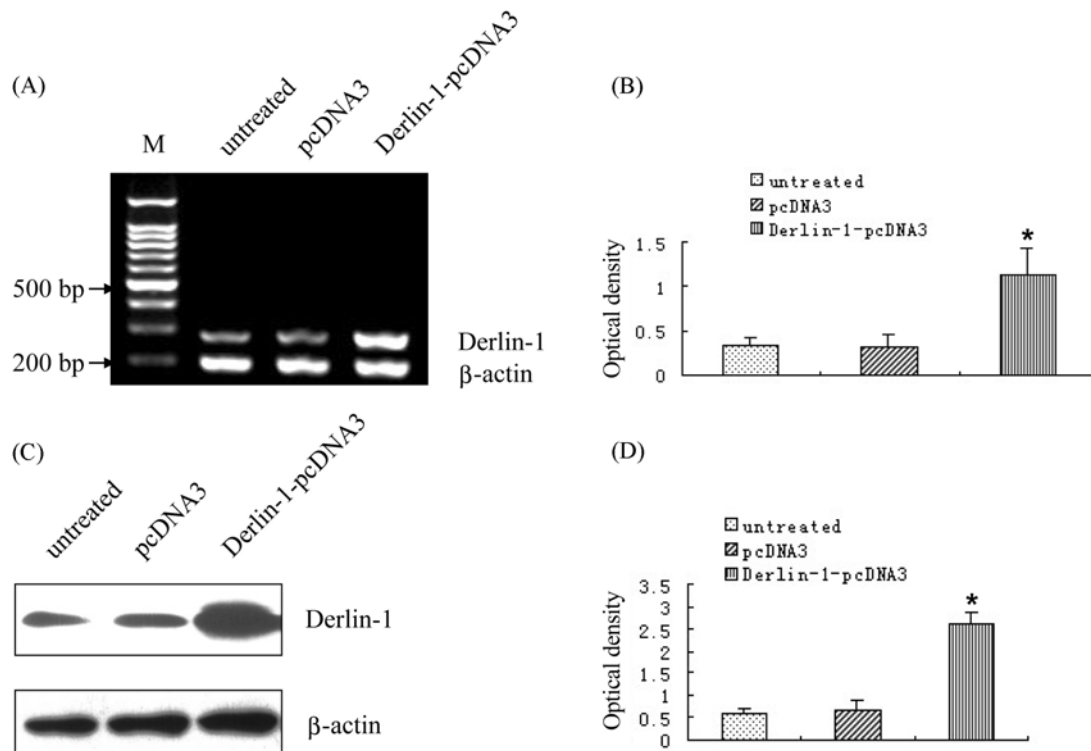 (A)
M
untreated
pcDNA3
Derlin-1-pcDNA3
500 bp
200 bp
Derlin-1
β-actin
(B)
untreated
pcDNA3
Derlin-1-pcDNA3
Optical density
1.5
1
0.5
0
*
(C)
untreated
pcDNA3
Derlin-1-pcDNA3
Derlin-1
β-actin
(D)
untreated
pcDNA3
Derlin-1-pcDNA3
Optical density
3.5
3
2.5
2
1.5
1
0.5
0
*